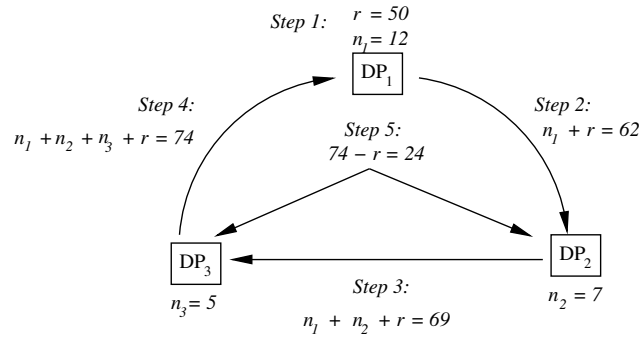 Step 1: r = 50
n₁ = 12
DP₁
Step 4:
n₁ + n₂ + n₃ + r = 74
Step 2:
n₁ + r = 62
Step 5:
74 – r = 24
DP₃
n₃ = 5
DP₂
n₂ = 7
Step 3:
n₁ + n₂ + r = 69